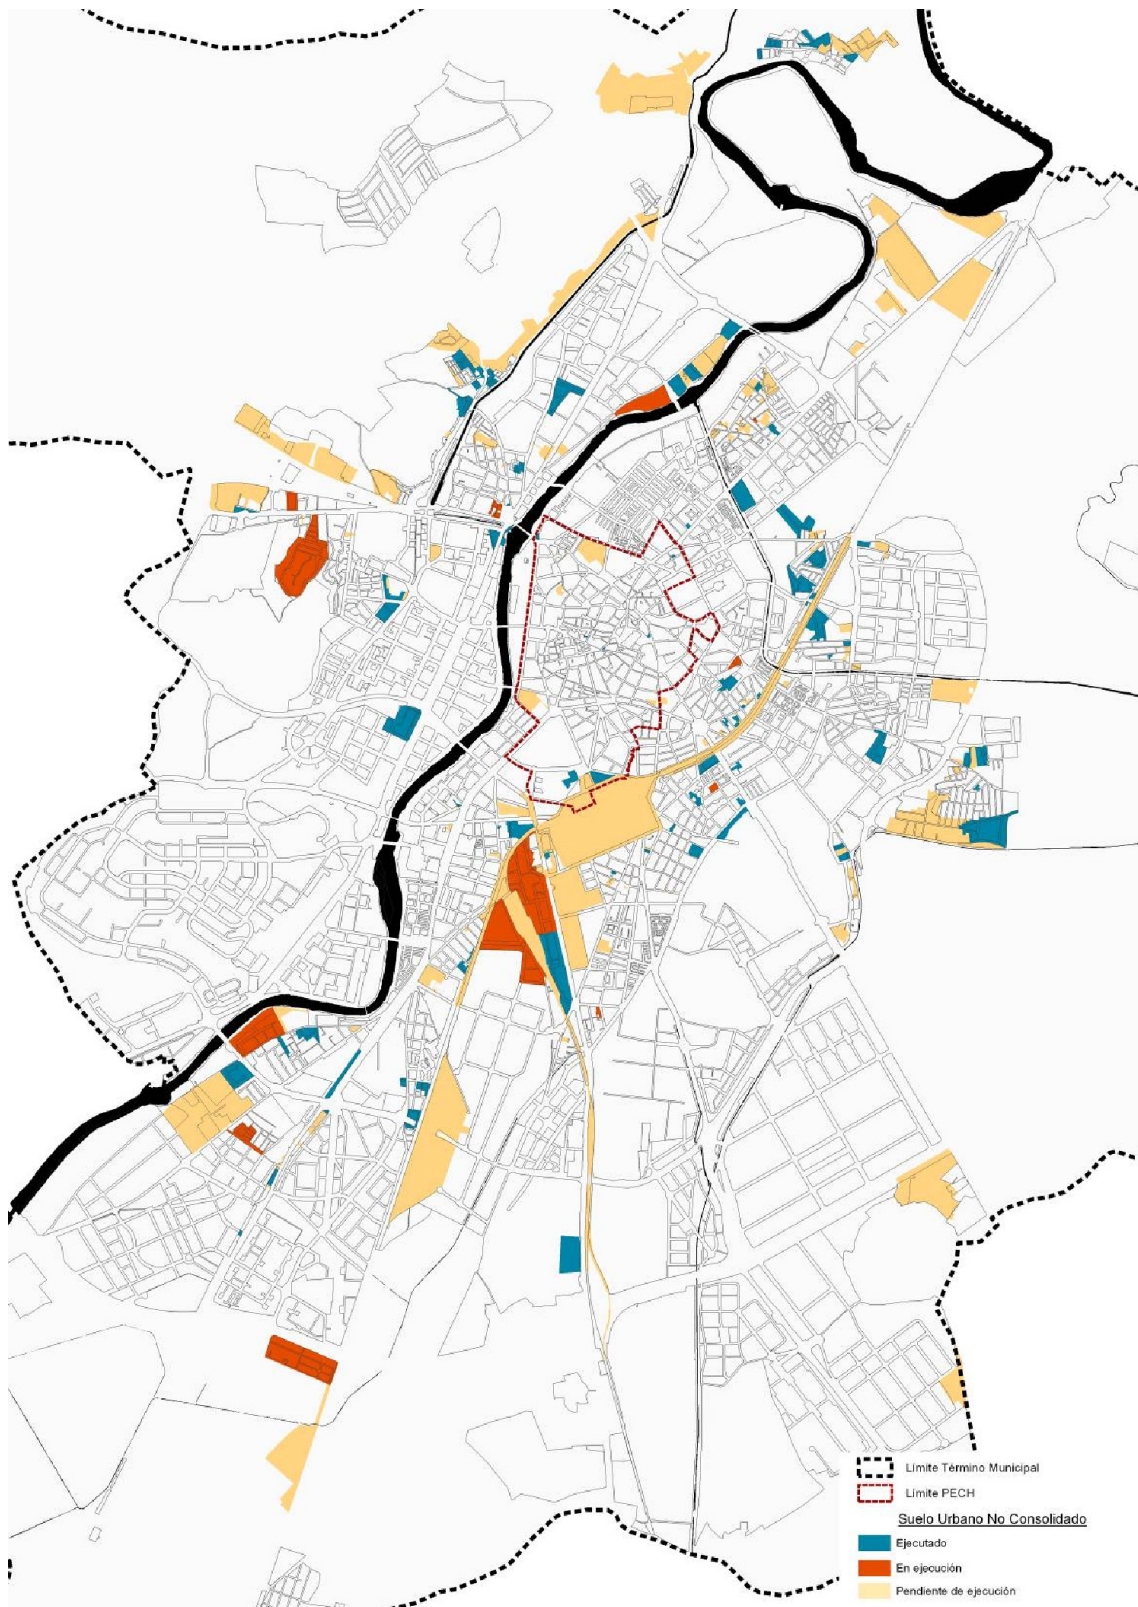 Límite Término Municipal
Límite PECH
Suelo Urbano No Consolidado
Ejecutado
En ejecución
Pendiente de ejecución